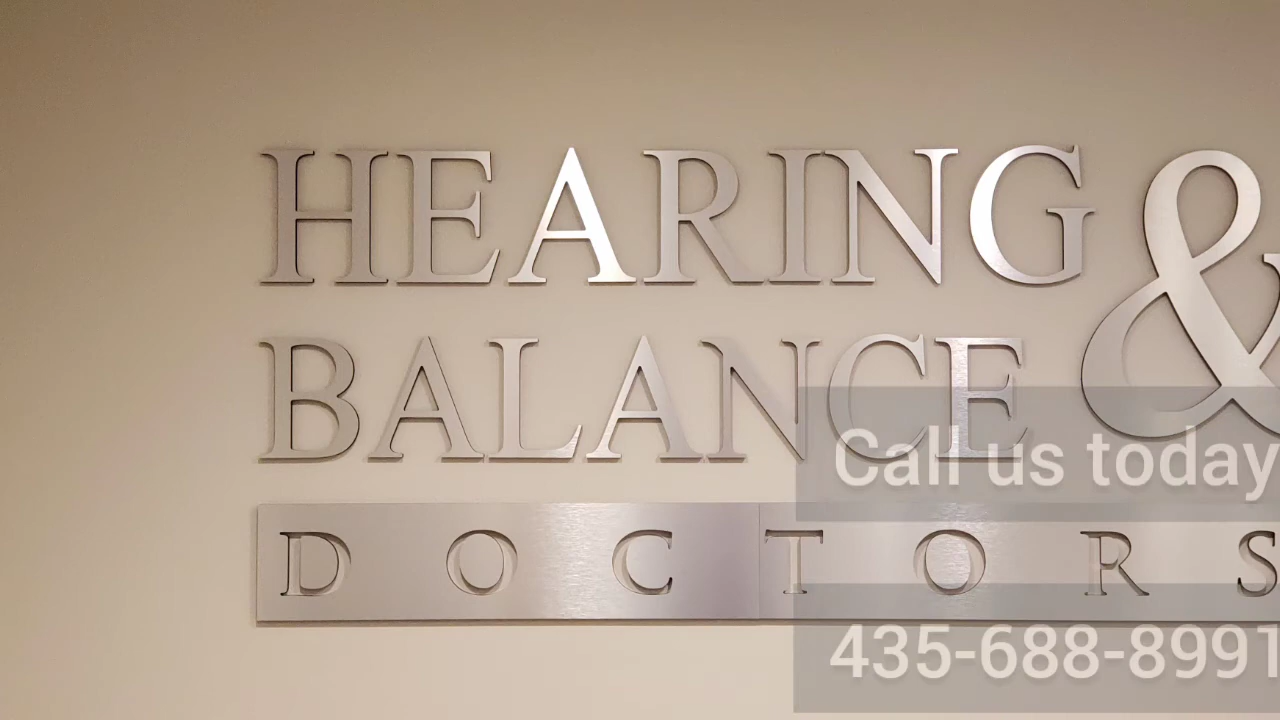 HEARING &
BALANCE
DOCTORS
Call us today
435-688-8991